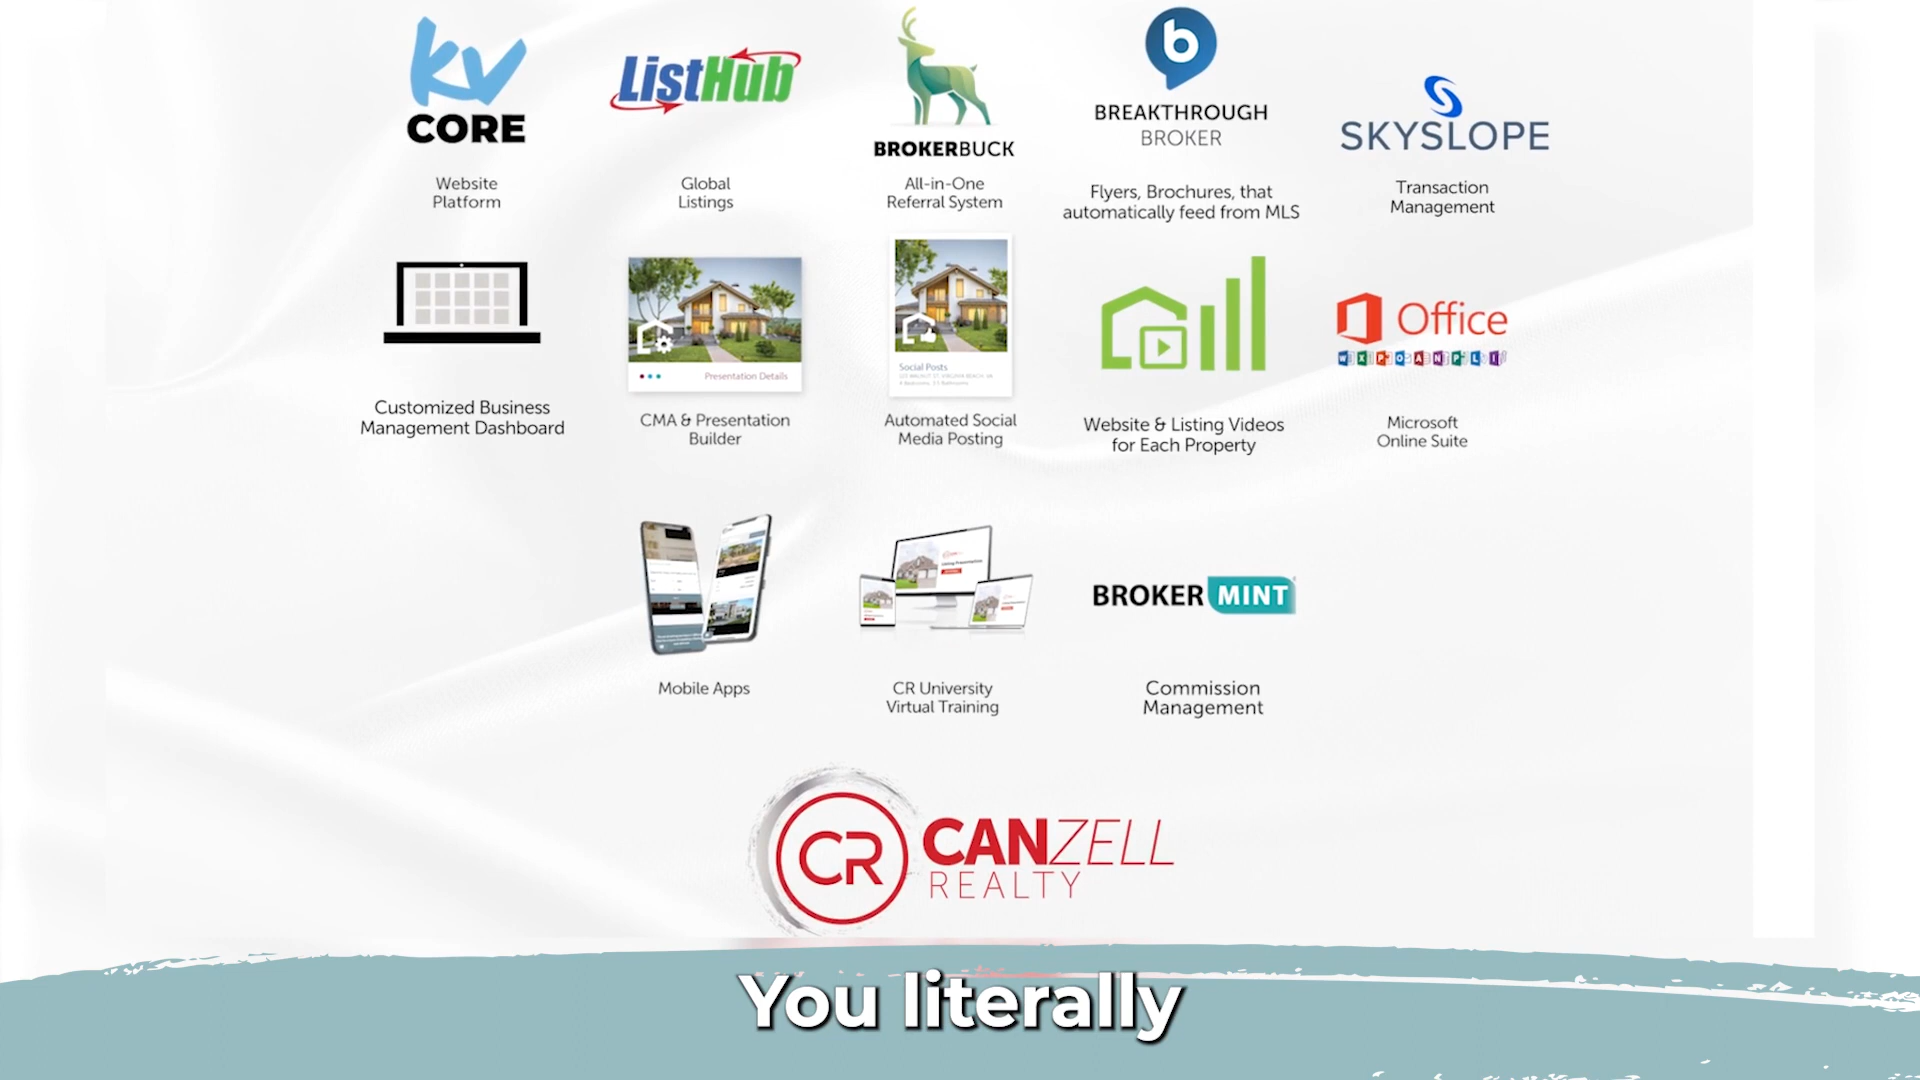 kv
CORE
ListHub
BROKERBUCK
b
BREAKTHROUGH
BROKER
SKYSLOPE
Website
Platform
Global
Listings
All-in-One
Referral System
Flyers, Brochures, that
automatically feed from MLS
Transaction
Management
Presentation Details
Social Posts
Office
Customized Business
Management Dashboard
CMA & Presentation
Builder
Automated Social
Media Posting
Website & Listing Videos
for Each Property
Microsoft
Online Suite
BROKER MINT
Mobile Apps
CR University
Virtual Training
Commission
Management
CR
CANZELL
REALTY
You literally